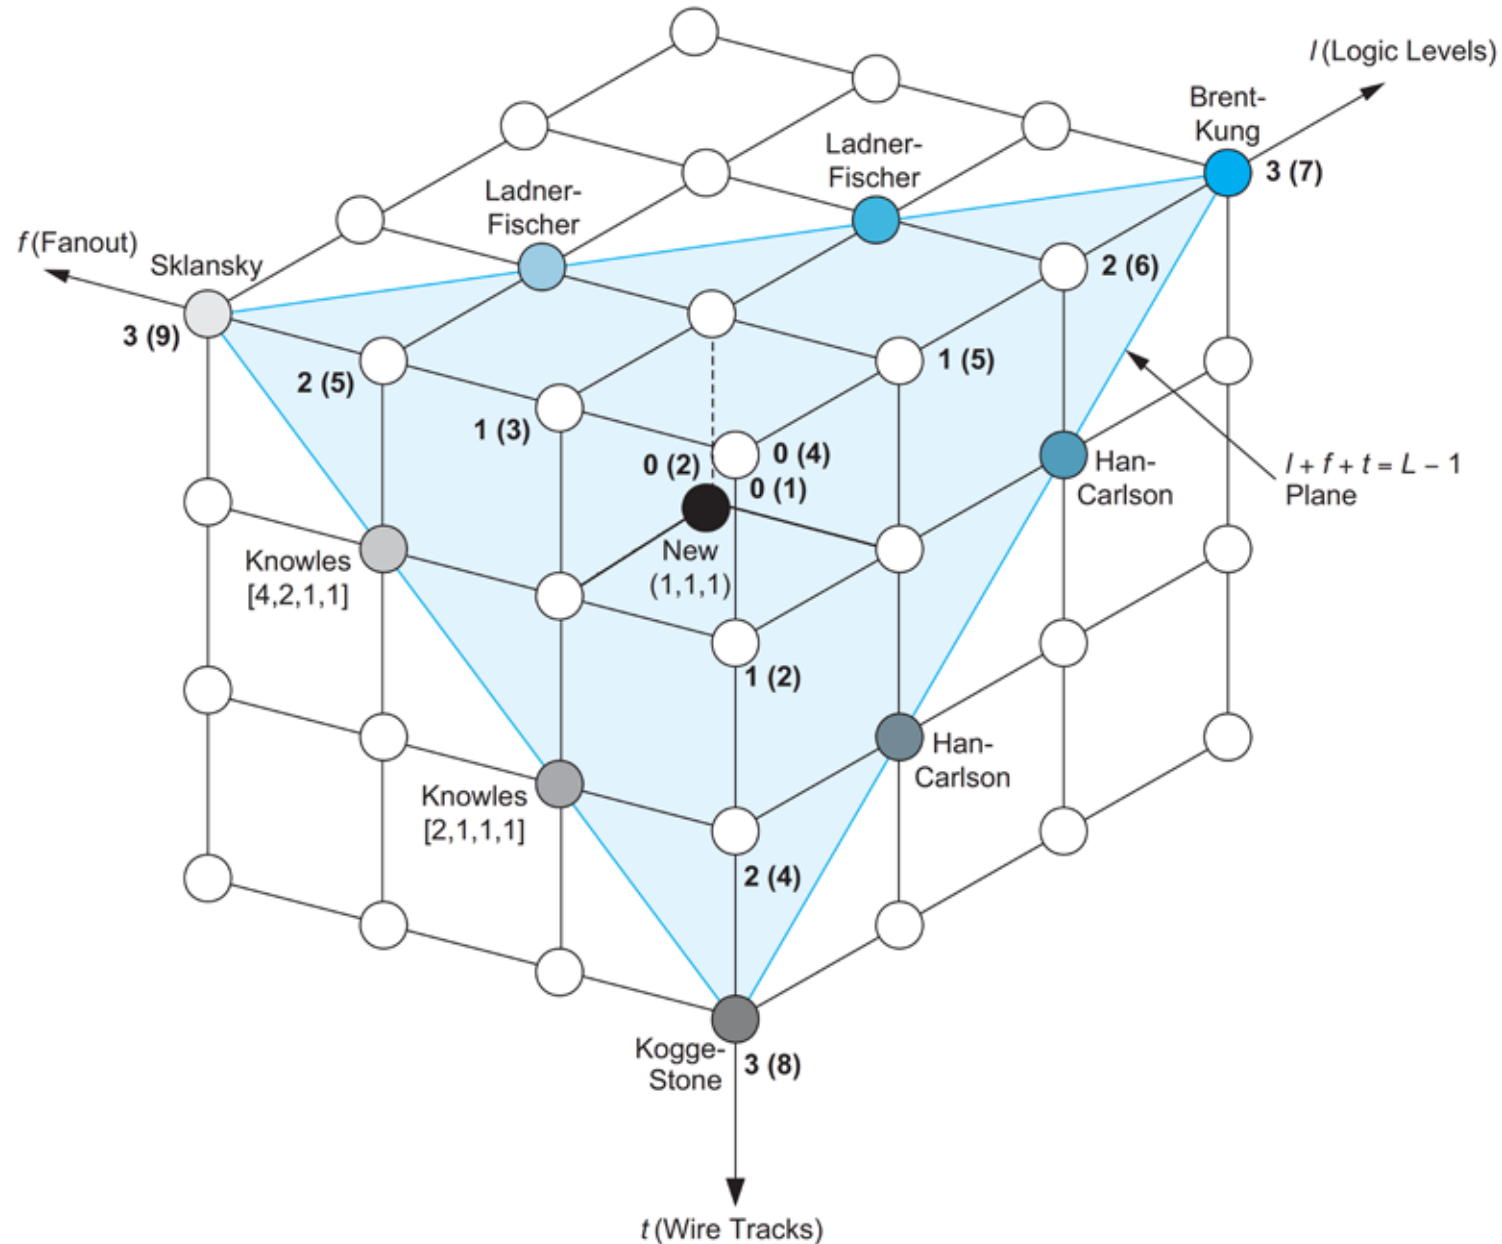 l (Logic Levels)
Brent-
Kung
3 (7)
Ladner-
Fischer
Ladner-
Fischer
f (Fanout)
Sklansky
3 (9)
2 (6)
2 (5)
1 (5)
1 (3)
0 (2)
0 (4)
0 (1)
New
(1,1,1)
Han-
Carlson
l + f + t = L − 1
Plane
Knowles
[4,2,1,1]
1 (2)
Han-
Carlson
Knowles
[2,1,1,1]
2 (4)
Kogge-
Stone
3 (8)
t (Wire Tracks)